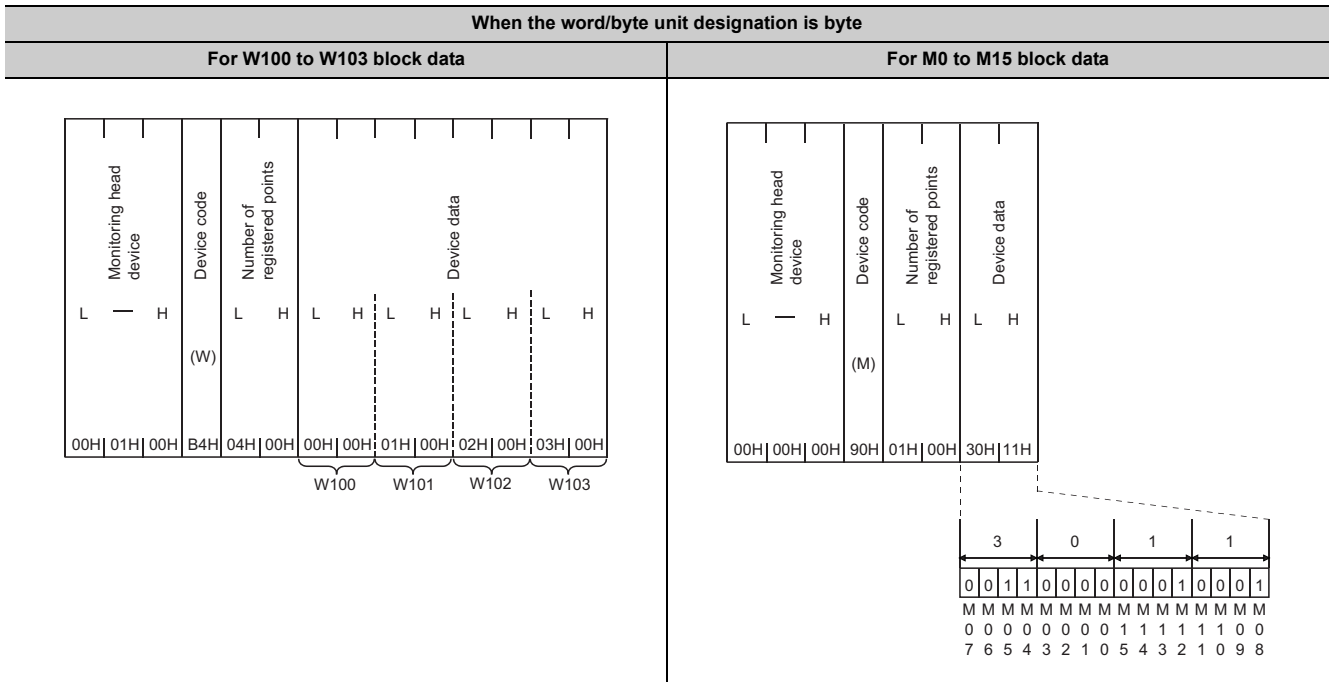 When the word/byte unit designation is byte
For W100 to W103 block data
For M0 to M15 block data
Monitoring head
device
Device code
Number of
registered points
Device data
L — H L H L H L H L H L H
(W)
00H 01H 00H B4H 04H 00H 00H 00H 01H 00H 02H 00H 03H 00H
W100 W101 W102 W103
Monitoring head
device
Device code
Number of
registered points
Device data
L — H L H L H
(M)
00H 00H 00H 90H 01H 00H 30H 11H
3 0 1 1
0 0 1 1 0 0 0 0 0 0 0 1 0 0 0 1
M M M M M M M M M M M M M M M M
0 0 0 0 0 0 0 0 1 1 1 1 1 1 0 0
7 6 5 4 3 2 1 0 5 4 3 2 1 0 9 8